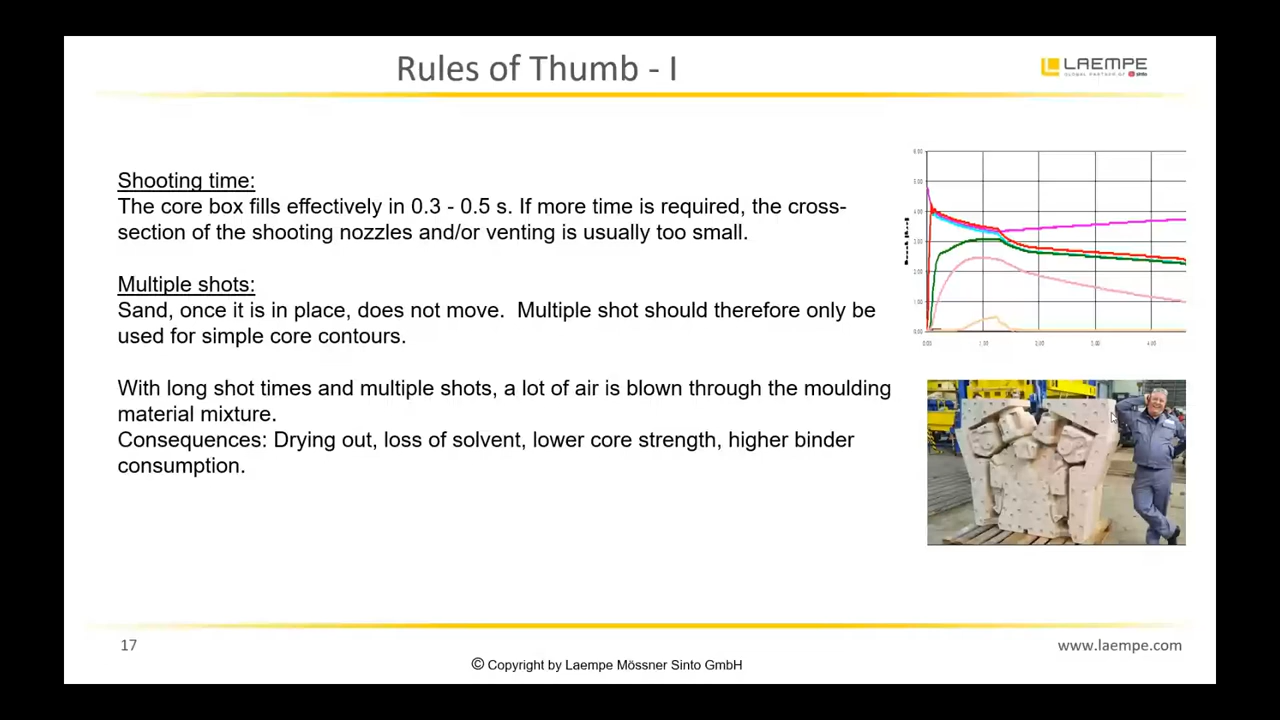 Rules of Thumb - I
LAEMPE
GLOBAL PARTNER OF sinto
Shooting time:
The core box fills effectively in 0.3 - 0.5 s. If more time is required, the cross-
section of the shooting nozzles and/or venting is usually too small.
Multiple shots:
Sand, once it is in place, does not move.  Multiple shot should therefore only be
used for simple core contours.
With long shot times and multiple shots, a lot of air is blown through the moulding
material mixture.
Consequences: Drying out, loss of solvent, lower core strength, higher binder
consumption.
17
www.laempe.com
© Copyright by Laempe Mössner Sinto GmbH